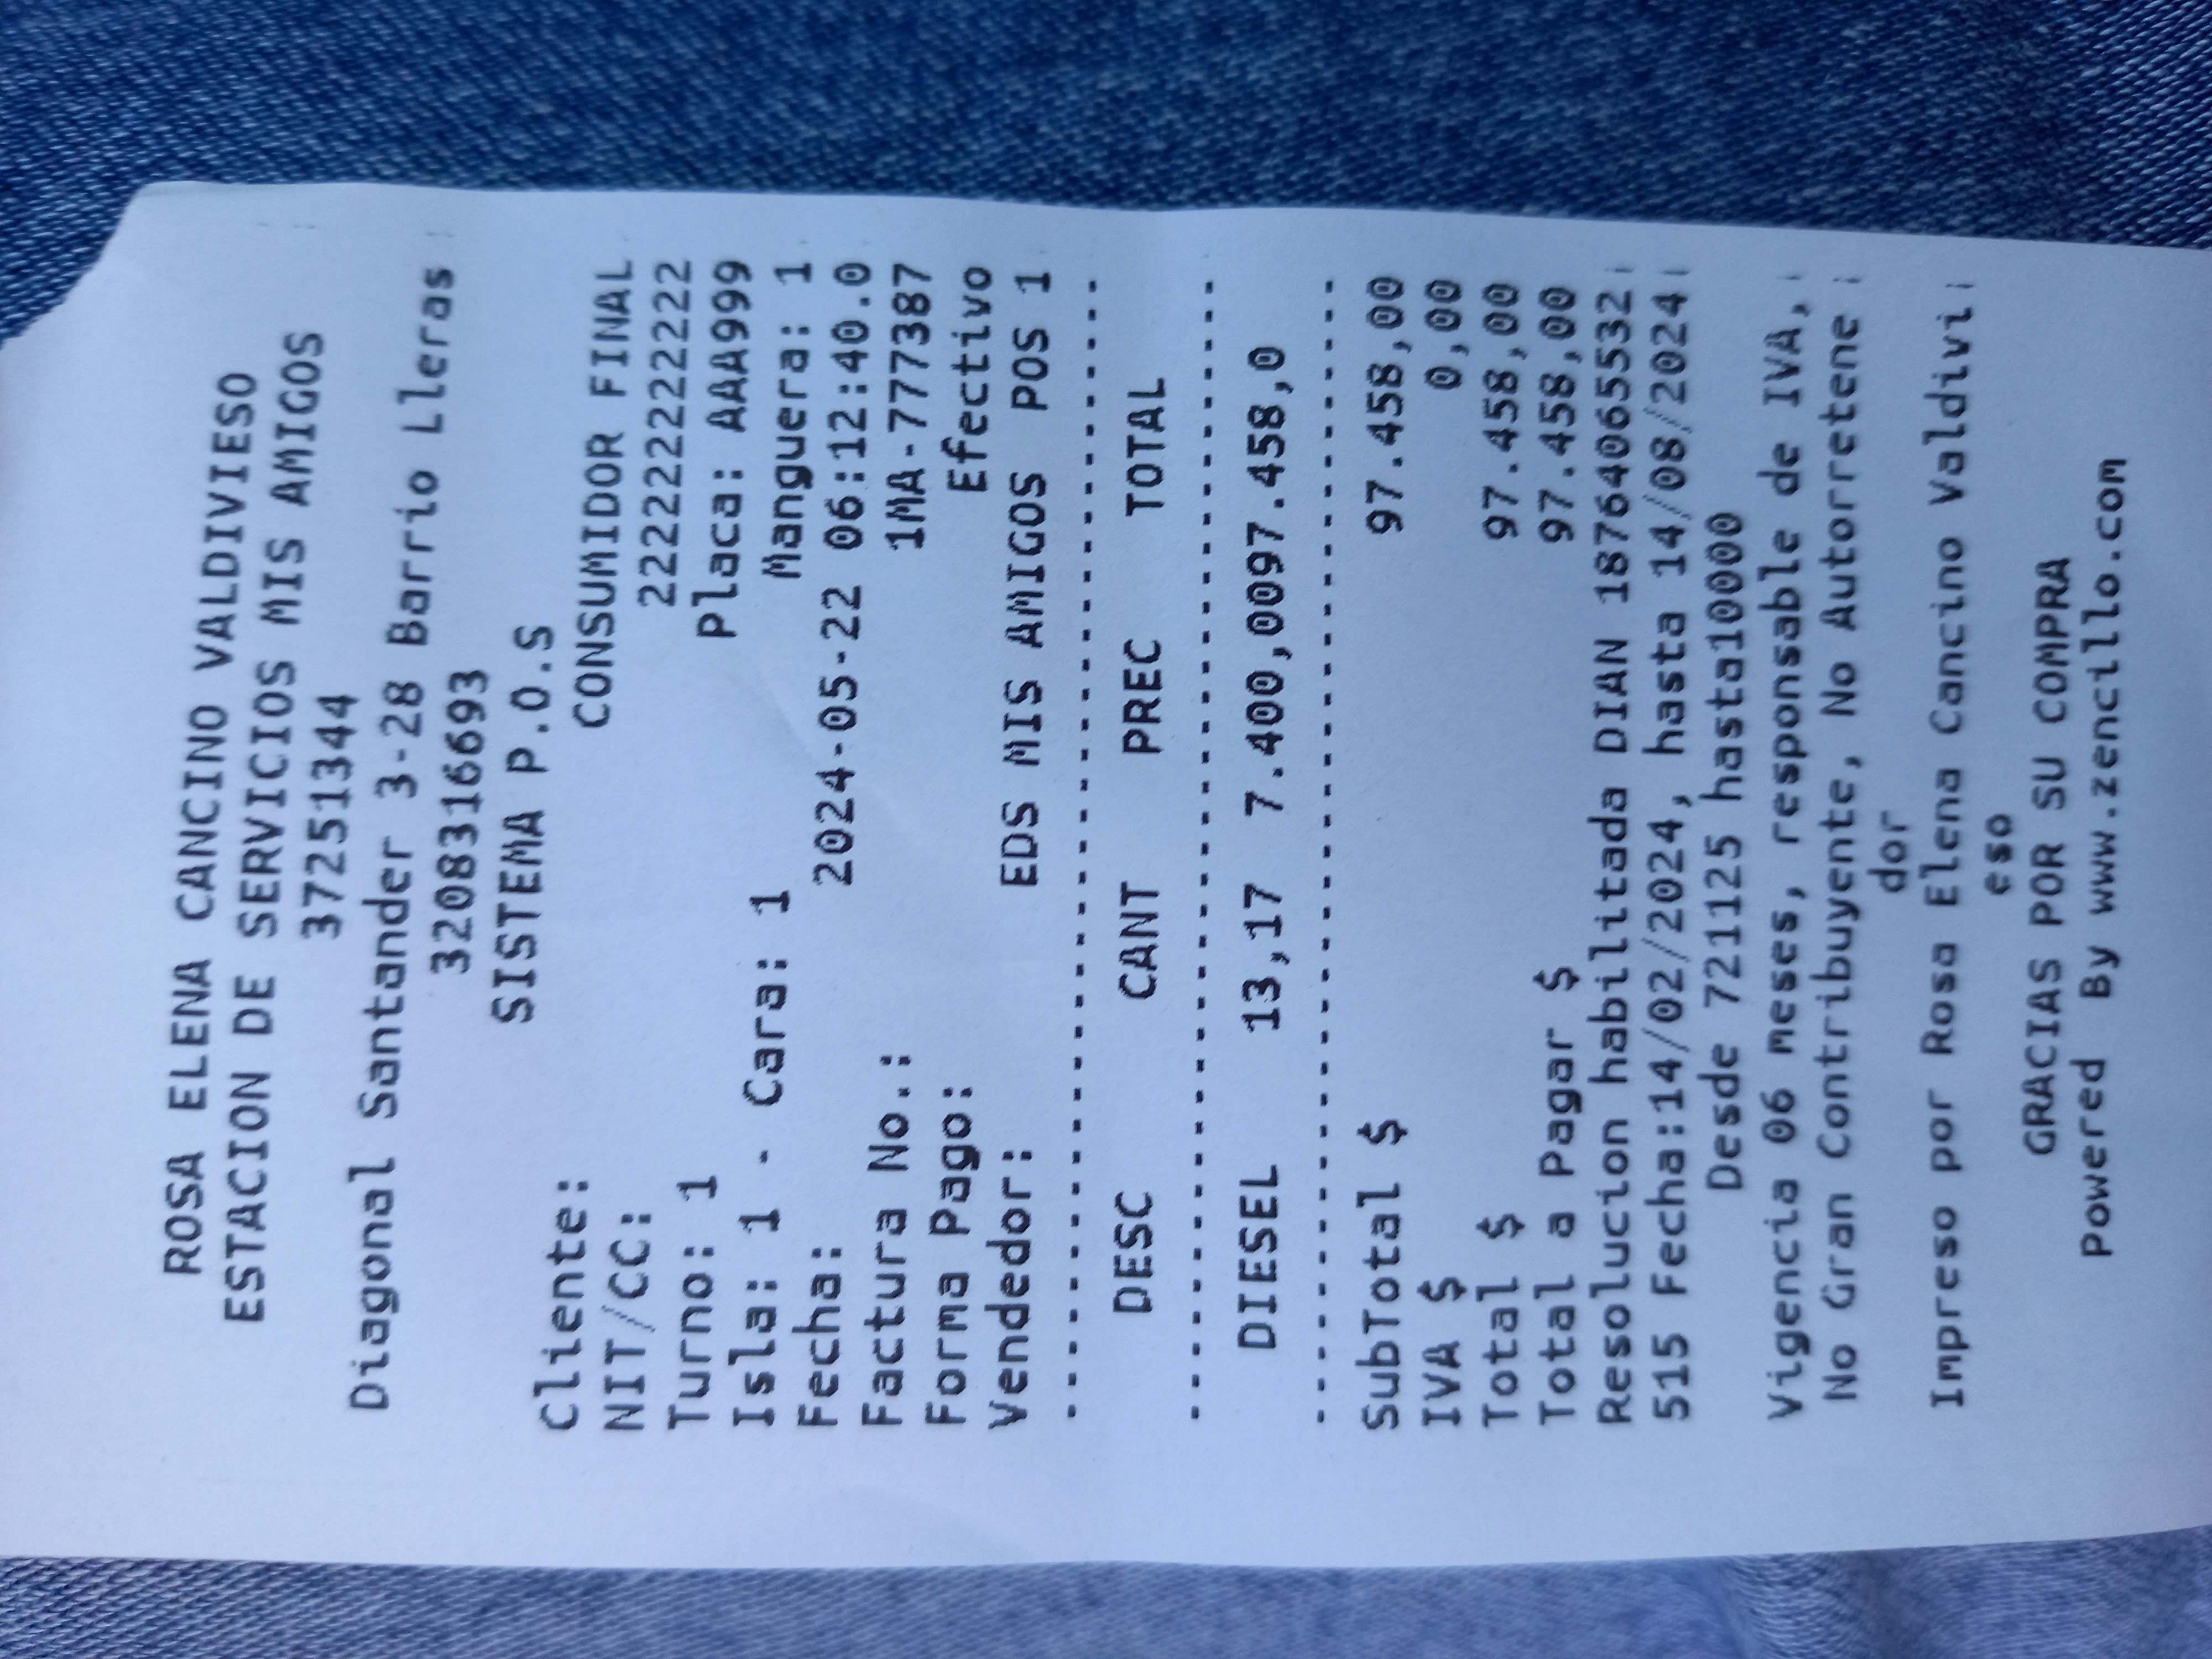 ROSA ELENA CANCINO VALDIVIESO
ESTACION DE SERVICIOS MIS AMIGOS
37251344
Diagonal Santander 3-28 Barrio Lleras
3208316693
SISTEMA P.O.S
Cliente: CONSUMIDOR FINAL
NIT/CC: 222222222222
Turno: 1 Placa: AAA999
Isla: 1 - Cara: 1 Manguera: 1
Fecha: 2024-05-22 06:12:40.0
Factura No.: 1MA-777387
Forma Pago: Efectivo
Vendedor: EDS MIS AMIGOS POS 1
DESC CANT PREC TOTAL
DIESEL 13,17 7.400,0097.458,0
SubTotal $ 97.458,00
IVA $ 0,00
Total $ 97.458,00
Total a Pagar $ 97.458,00
Resolucion habilitada DIAN 18764065532
515 Fecha:14/02/2024, hasta 14/08/2024
Desde 721125 hasta10000
Vigencia 06 meses, responsable de IVA,
No Gran Contribuyente, No Autorretene
dor
Impreso por Rosa Elena Cancino Valdivi
eso
GRACIAS POR SU COMPRA
Powered By www.zencillo.com